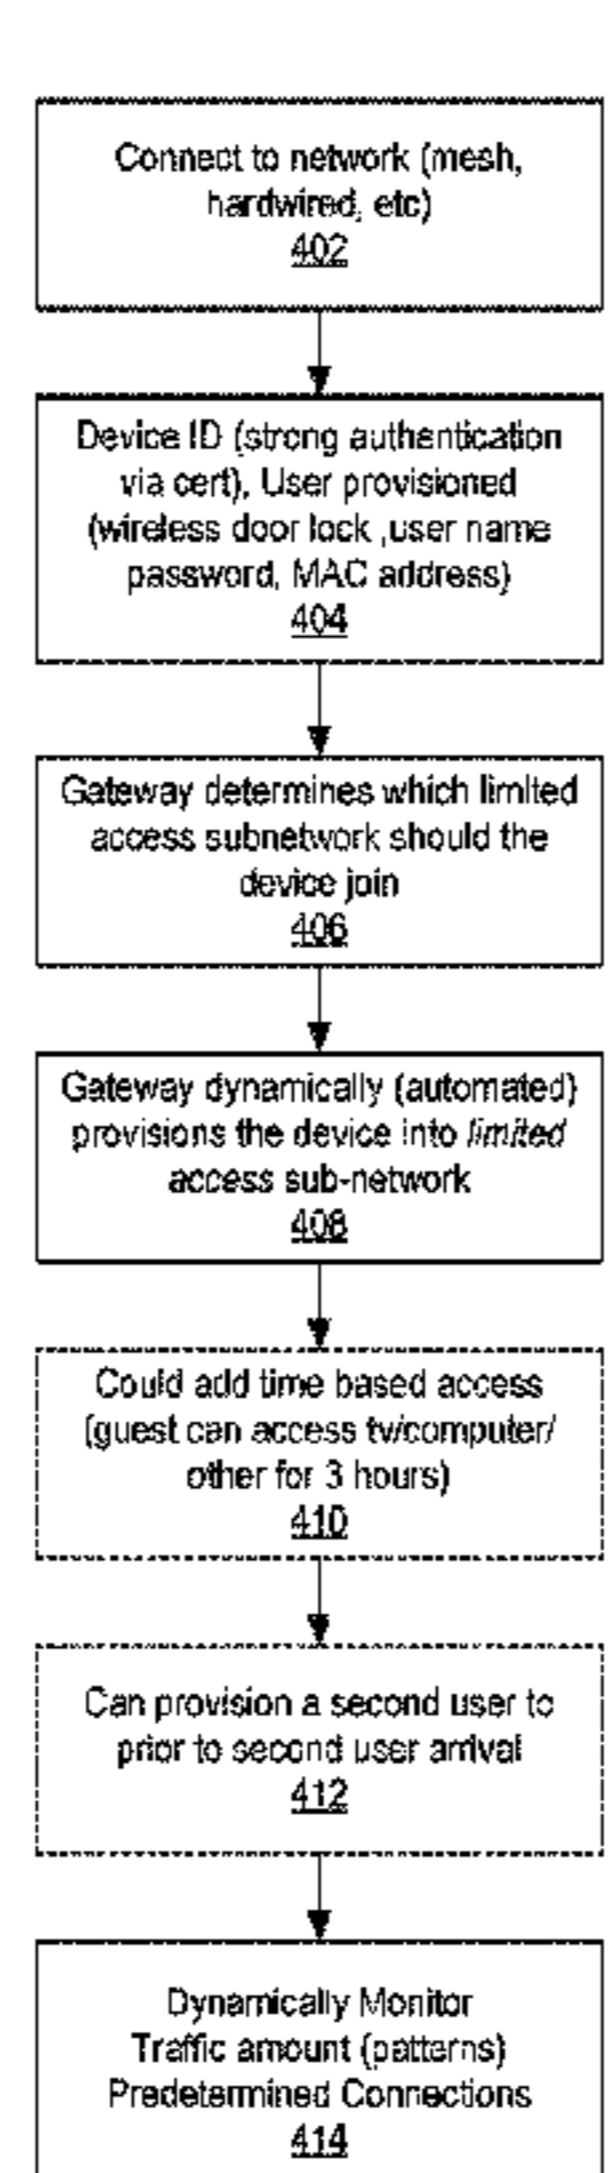 Connect to network (mesh,
hardwired, etc)
402
Device ID (strong authentication
via cert), User provisioned
(wireless door lock ,user name
password, MAC address)
404
Gateway determines which limited
access subnetwork should the
device join
406
Gateway dynamically (automated)
provisions the device into limited
access sub-network
408
Could add time based access
(guest can access tv/computer/
other for 3 hours)
410
Can provision a second user to
prior to second user arrival
412
Dynamically Monitor
Traffic amount (patterns)
Predetermined Connections
414